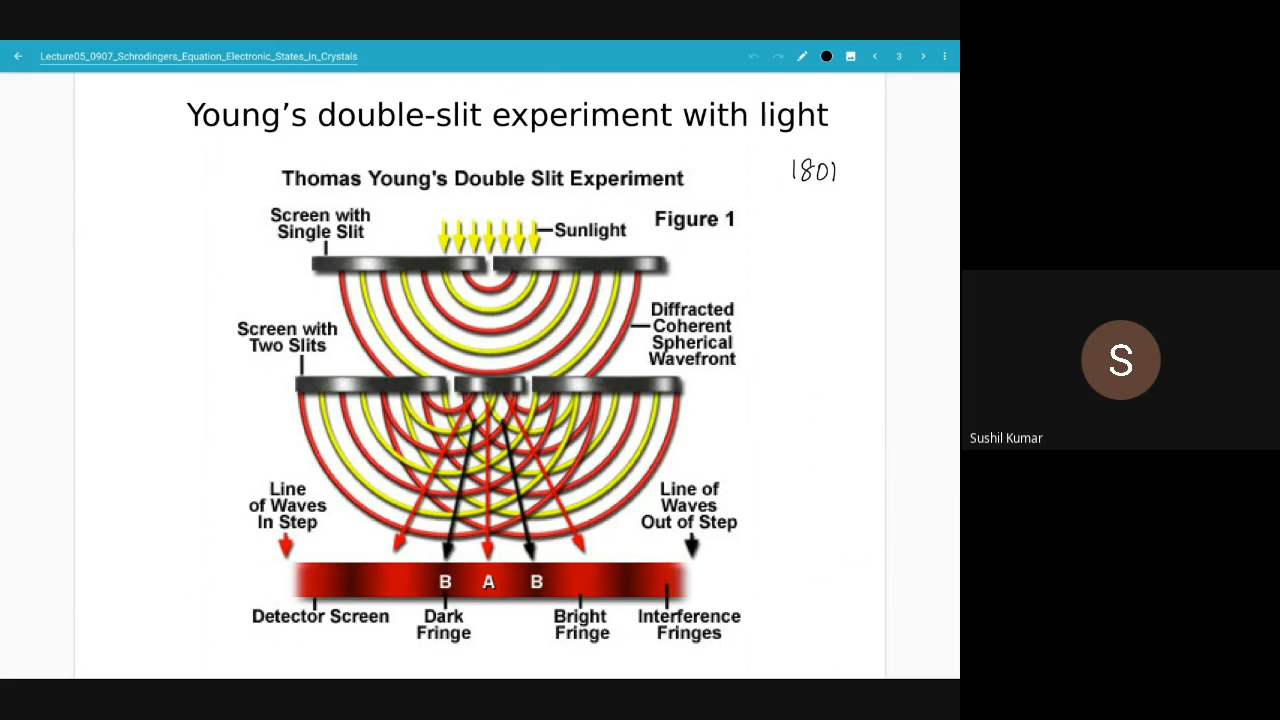 Lecture05_0907_Schrodingers_Equation_Electronic_States_in_Crystals
3
Young’s double-slit experiment with light
1801
Thomas Young's Double Slit Experiment
Screen with
Single Slit
Sunlight
Figure 1
Screen with
Two Slits
Diffracted
Coherent
Spherical
Wavefront
Line
of Waves
In Step
Line of
Waves
Out of Step
B A B
Detector Screen
Dark
Fringe
Bright
Fringe
Interference
Fringes
S
Sushil Kumar